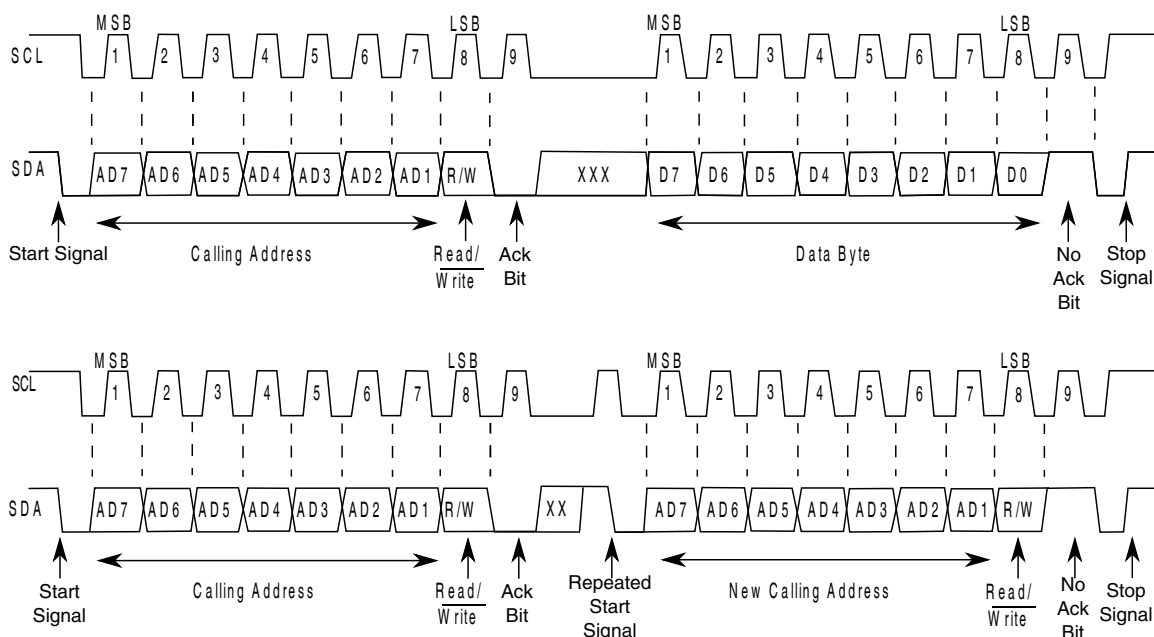 MSB LSB MSB LSB
SCL 1 2 3 4 5 6 7 8 9 1 2 3 4 5 6 7 8 9
SDA AD7 AD6 AD5 AD4 AD3 AD2 AD1 R/W XXX D7 D6 D5 D4 D3 D2 D1 D0
Start Signal Calling Address Read/ Ack Data Byte No Stop
Write Bit Ack Signal
Bit
MSB LSB MSB LSB
SCL 1 2 3 4 5 6 7 8 9 1 2 3 4 5 6 7 8 9
SDA AD7 AD6 AD5 AD4 AD3 AD2 AD1 R/W XX AD7 AD6 AD5 AD4 AD3 AD2 AD1 R/W
Start Calling Address Read/ Ack Repeated New Calling Address Read/ No Stop
Signal Write Bit Start Write Ack Signal
Signal Bit